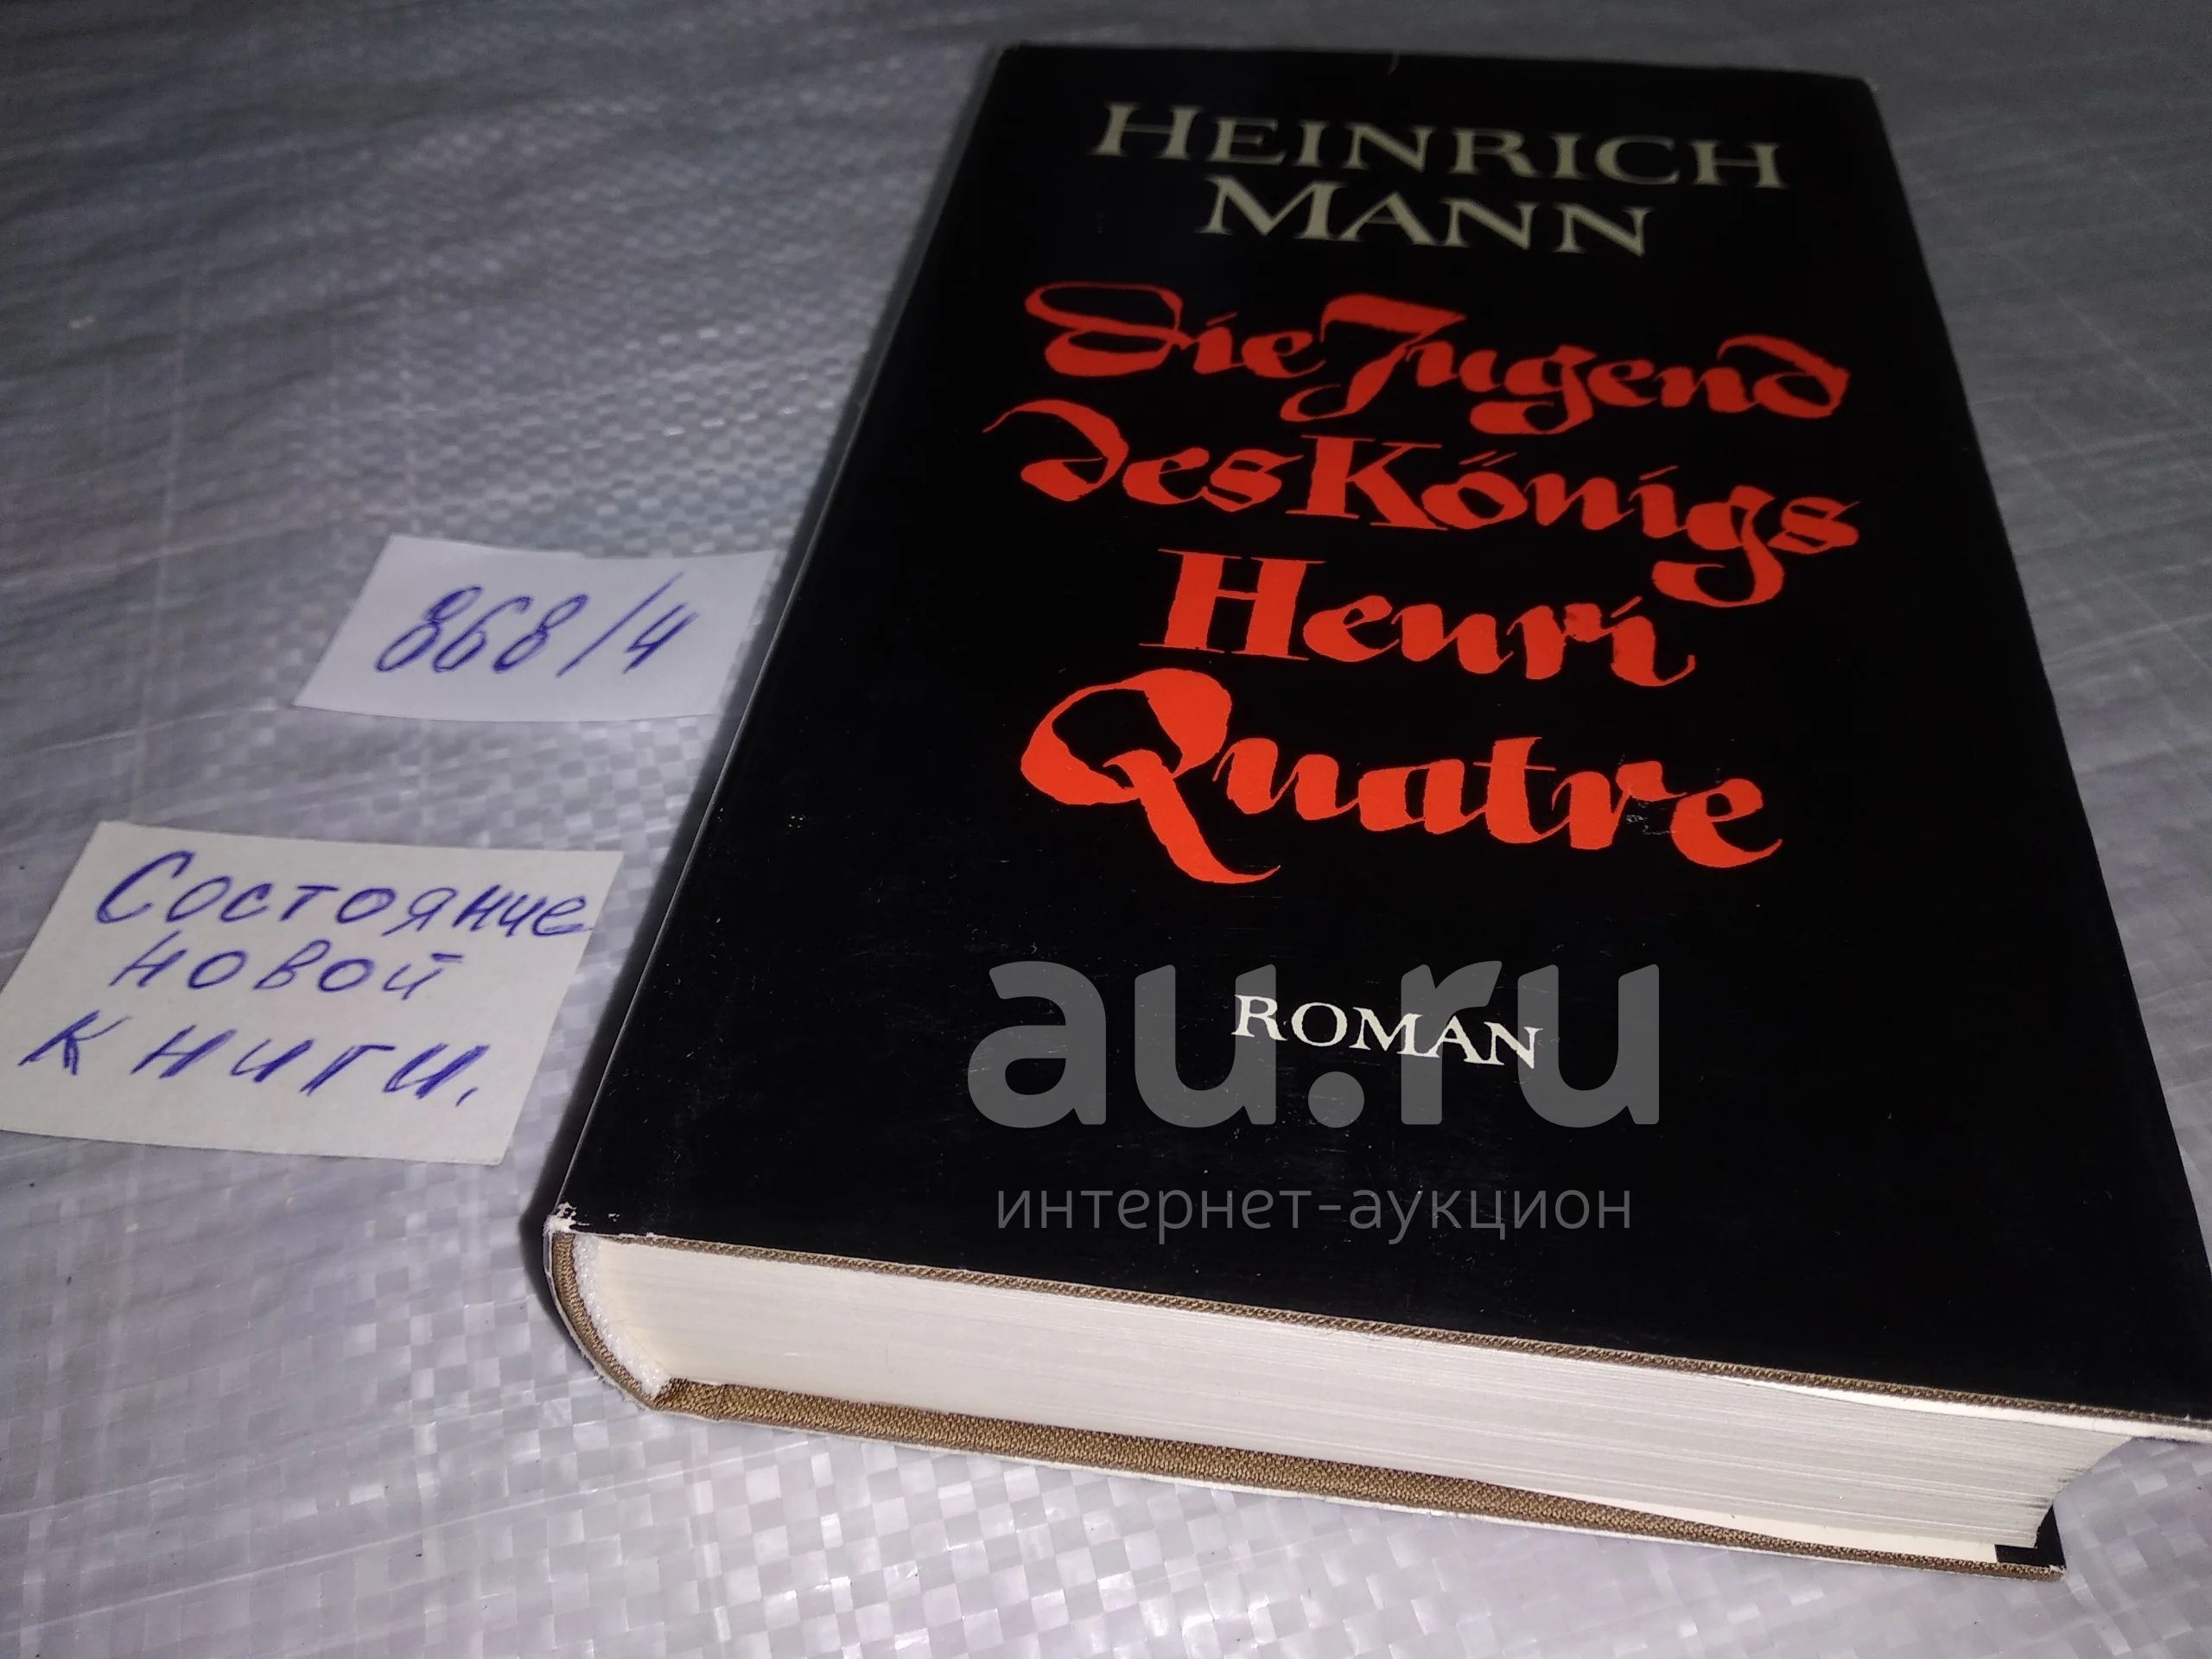 HEINRICH
MANN
Die Jugend
des Königs
Henri
Quatre
ROMAN
868/4
Состояние
новой
книги.
au.ru
интернет-аукцион